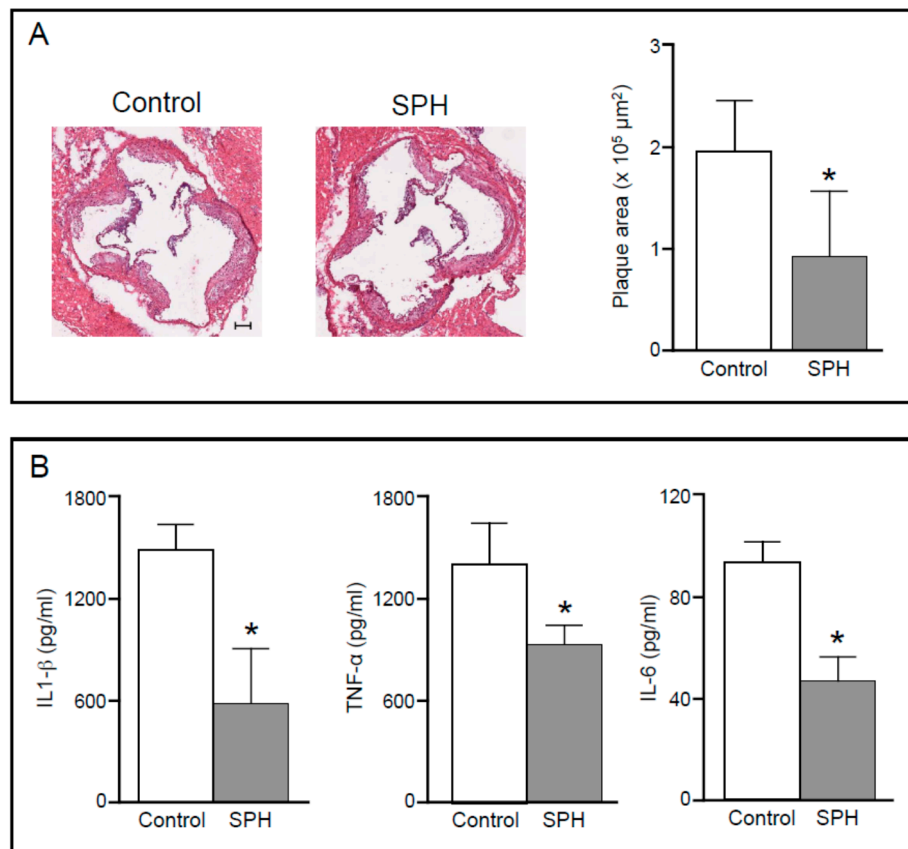 A
Control
SPH
Plaque area (x 10⁵ μm²)
3
2
1
0
*
Control
SPH
B
IL1-β (pg/ml)
1800
1200
600
0
*
Control
SPH
TNF-α (pg/ml)
1800
1200
600
0
*
Control
SPH
IL-6 (pg/ml)
120
80
40
0
*
Control
SPH